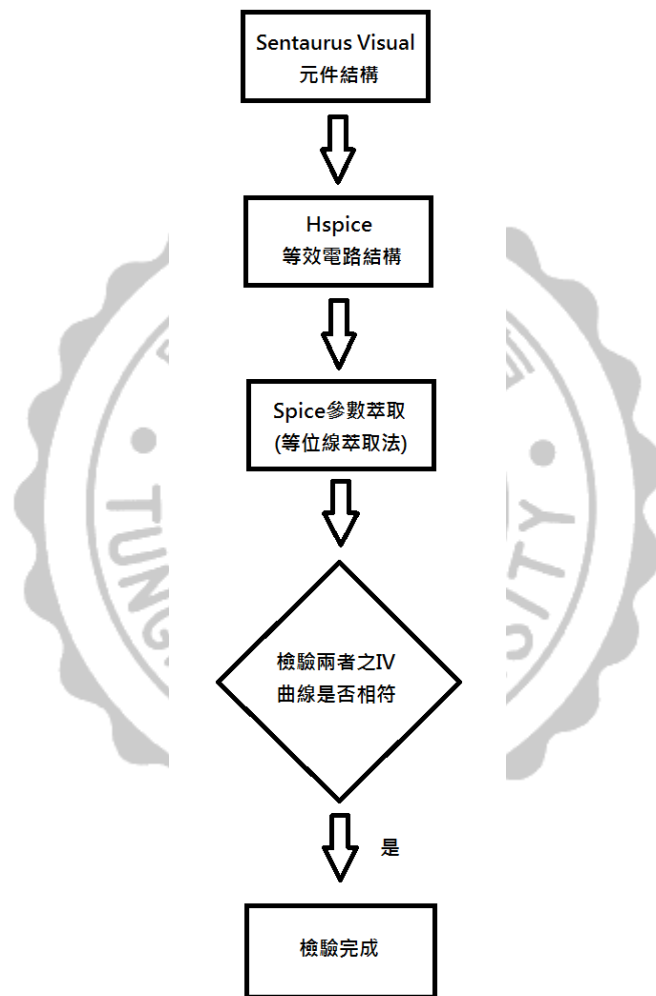 Sentaurus Visual
元件結構
Hspice
等效電路結構
Spice參數萃取
(等位線萃取法)
檢驗兩者之IV
曲線是否相符
是
檢驗完成
TUNG
SITY